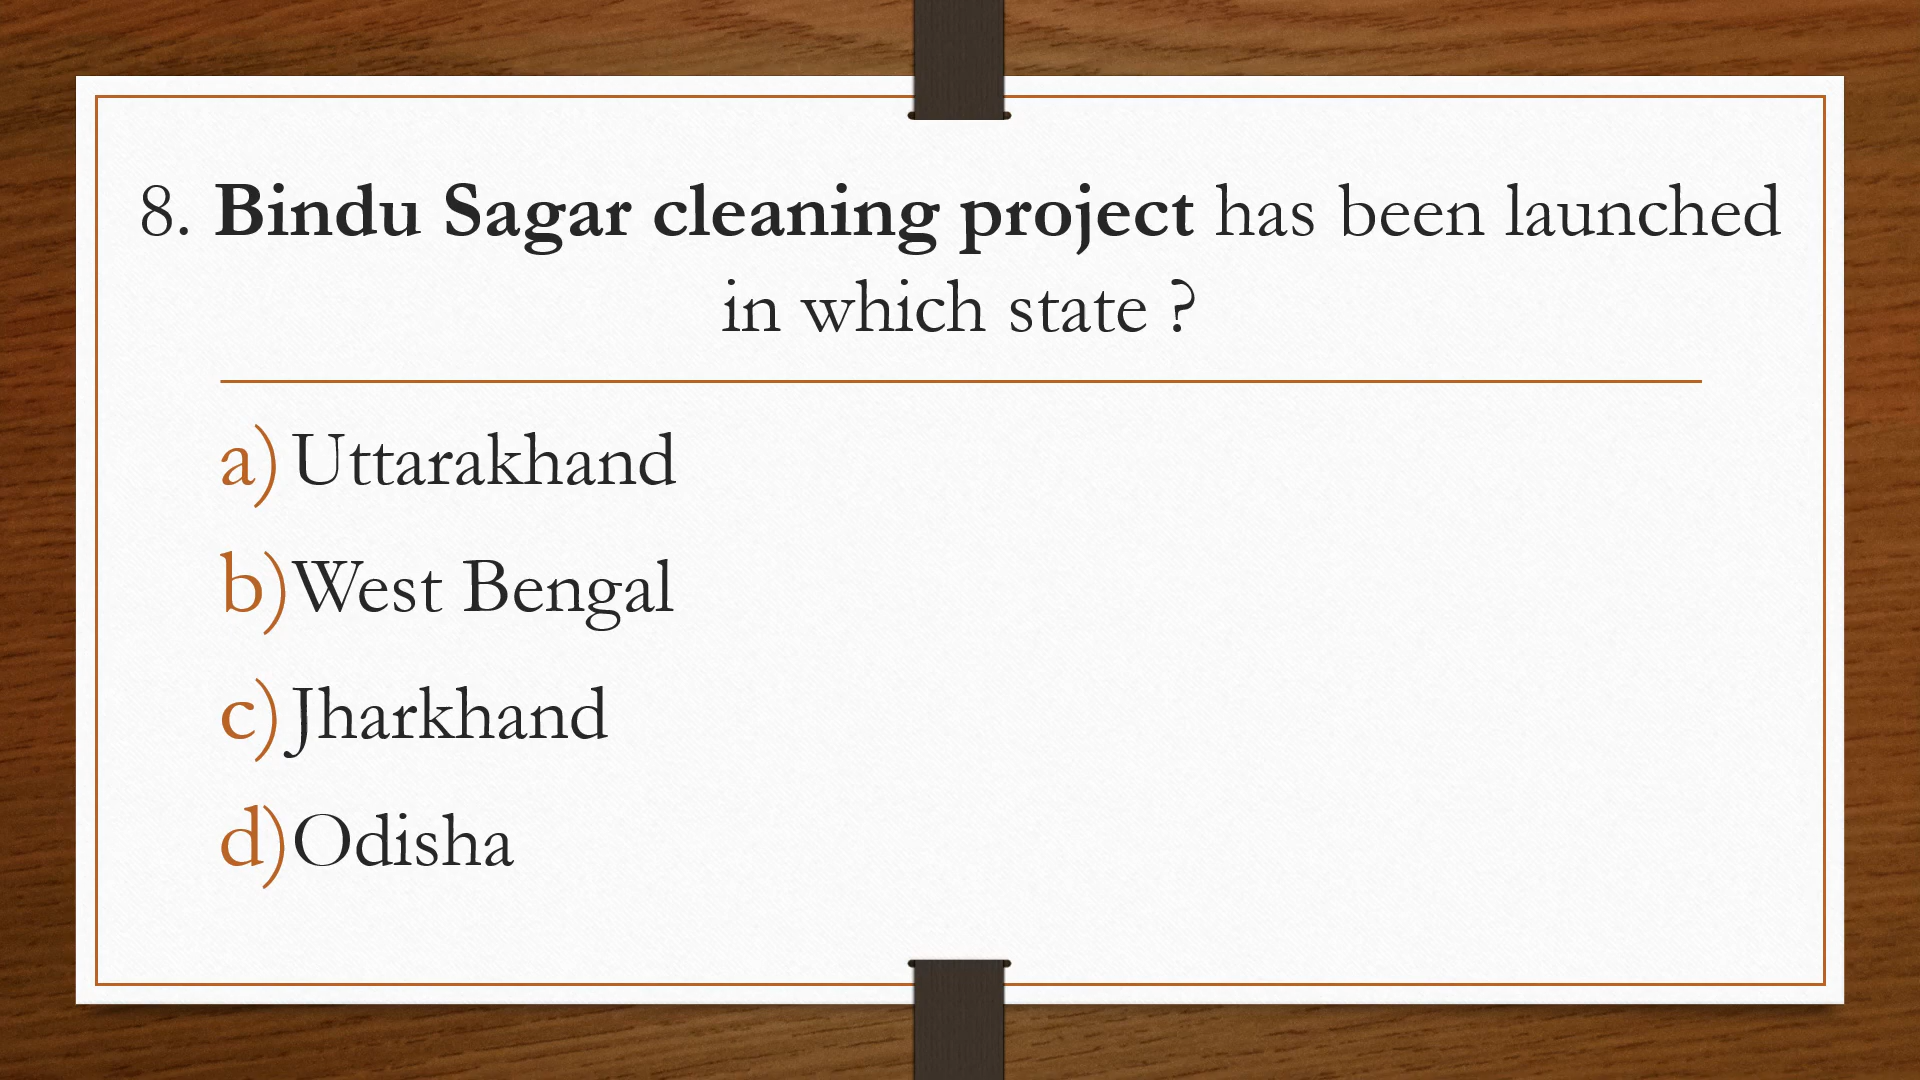 8. Bindu Sagar cleaning project has been launched
in which state ?
a) Uttarakhand
b) West Bengal
c) Jharkhand
d) Odisha